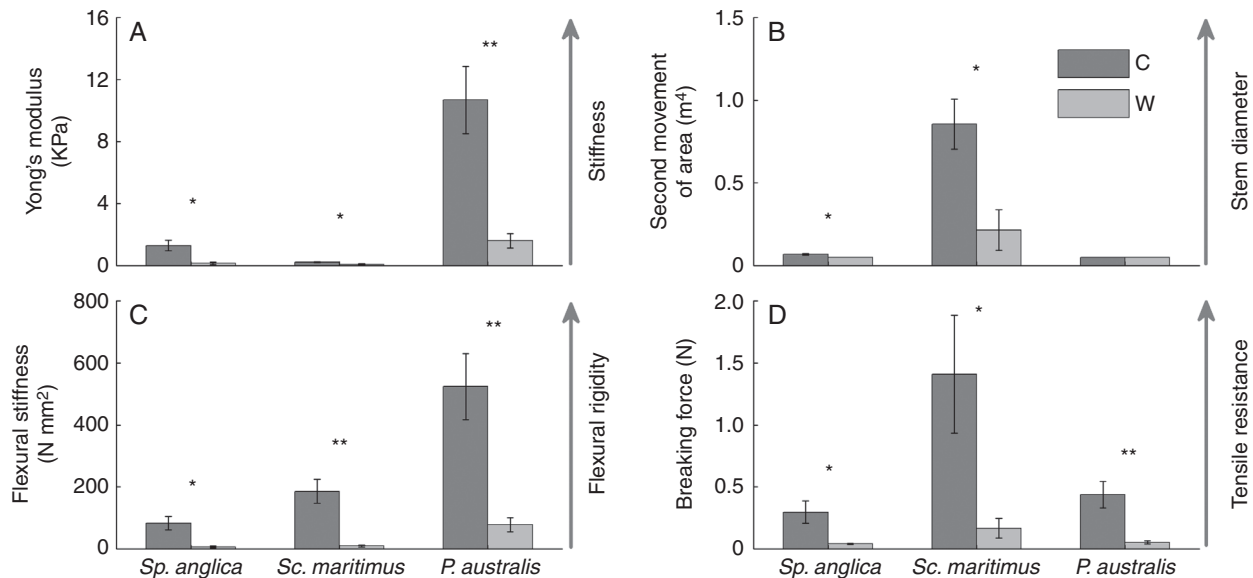 A
Yong's modulus
(KPa)
16
12
8
4
0
*
*
**
Stiffness
B
Second movement
of area (m⁴)
1.5
1.0
0.5
0
*
*
C
W
Stem diameter
C
Flexural stiffness
(N mm²)
800
600
400
200
0
*
**
**
Flexural rigidity
Sp. anglica
Sc. maritimus
P. australis
D
Breaking force (N)
2.0
1.5
1.0
0.5
0
*
*
**
Tensile resistance
Sp. anglica
Sc. maritimus
P. australis